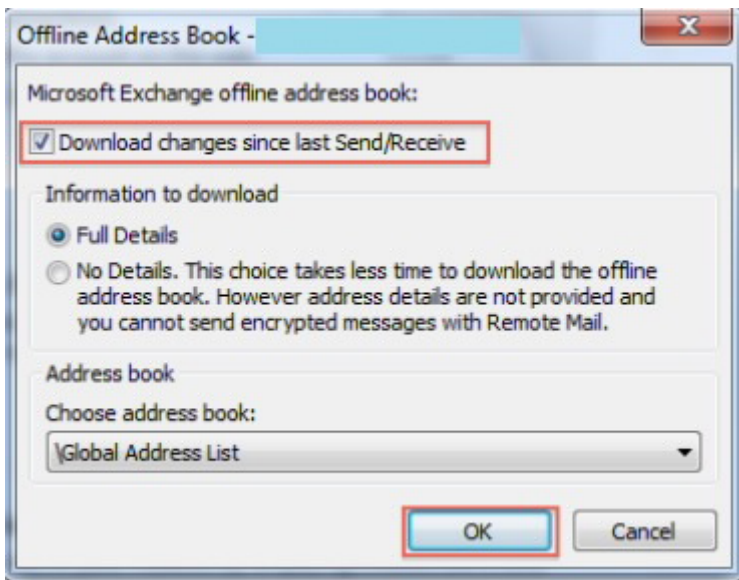 Offline Address Book -
Microsoft Exchange offline address book:
Download changes since last Send/Receive
Information to download
Full Details
No Details. This choice takes less time to download the offline
address book. However address details are not provided and
you cannot send encrypted messages with Remote Mail.
Address book
Choose address book:
\Global Address List
OK
Cancel